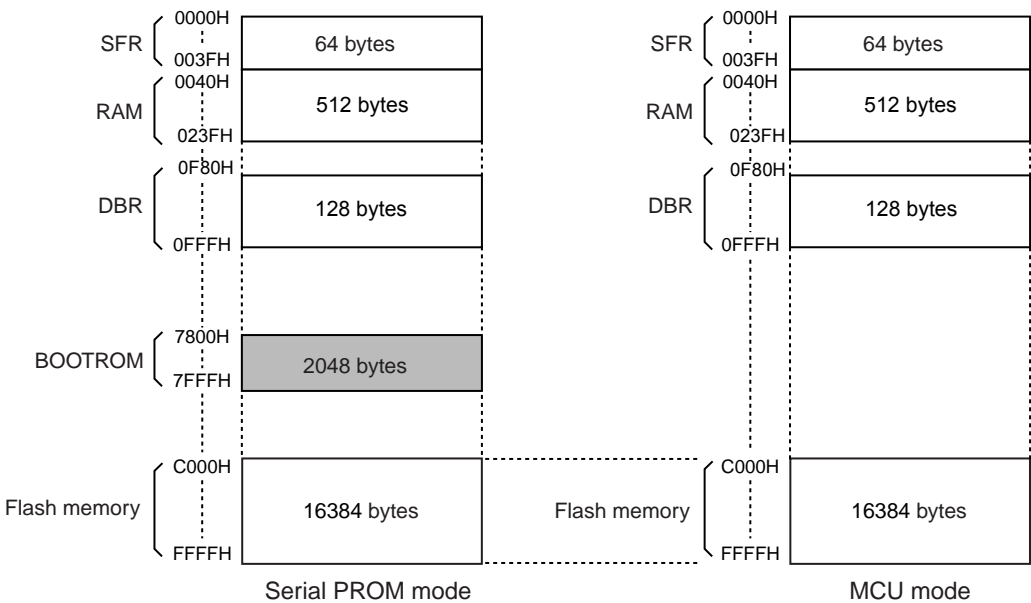 0000H
SFR
64 bytes
003FH
0040H
RAM
512 bytes
023FH
0F80H
DBR
128 bytes
0FFFH
7800H
BOOTROM
2048 bytes
7FFFH
C000H
Flash memory
16384 bytes
FFFFH
Serial PROM mode
0000H
SFR
64 bytes
003FH
0040H
RAM
512 bytes
023FH
0F80H
DBR
128 bytes
0FFFH
C000H
Flash memory
16384 bytes
FFFFH
MCU mode